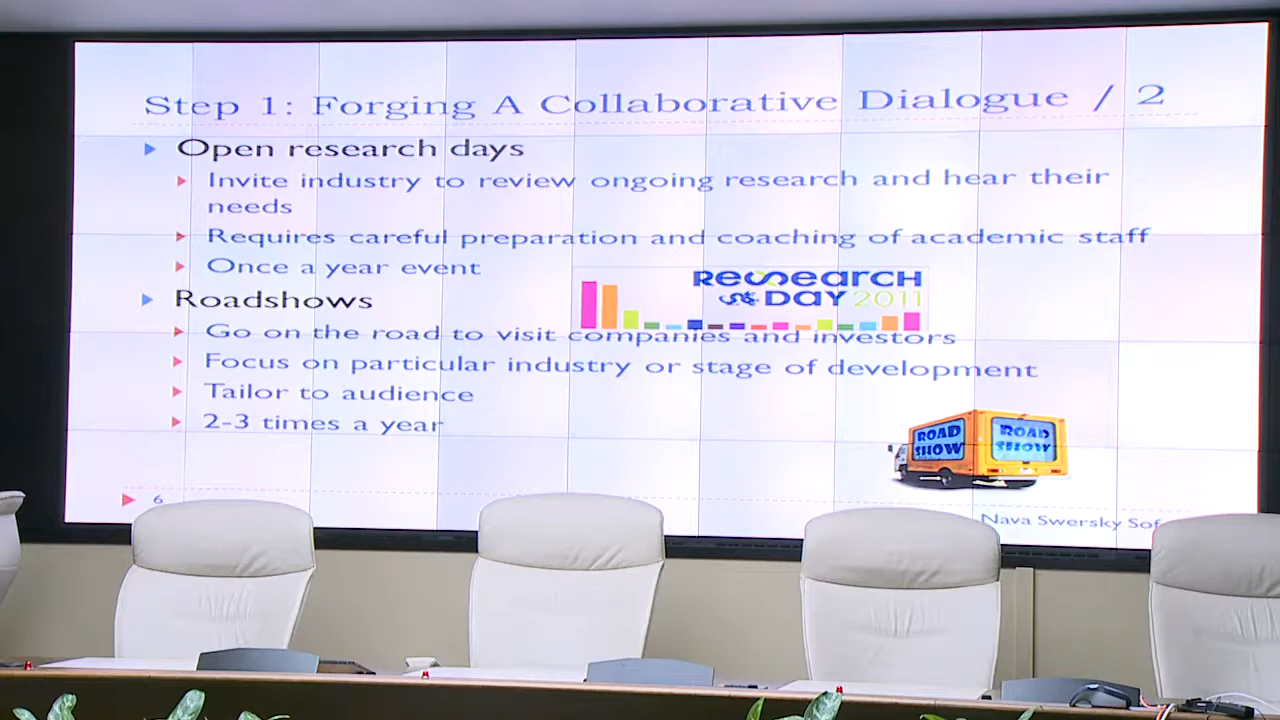 Step 1: Forging A Collaborative Dialogue / 2
Open research days
Invite industry to review ongoing research and hear their
needs
Requires careful preparation and coaching of academic staff
Once a year event
ReSearch
DAY 2011
Roadshows
Go on the road to visit companies and investors
Focus on particular industry or stage of development
Tailor to audience
2-3 times a year
ROAD
SHOW
ROAD
SHOW
6
Nava Swersky